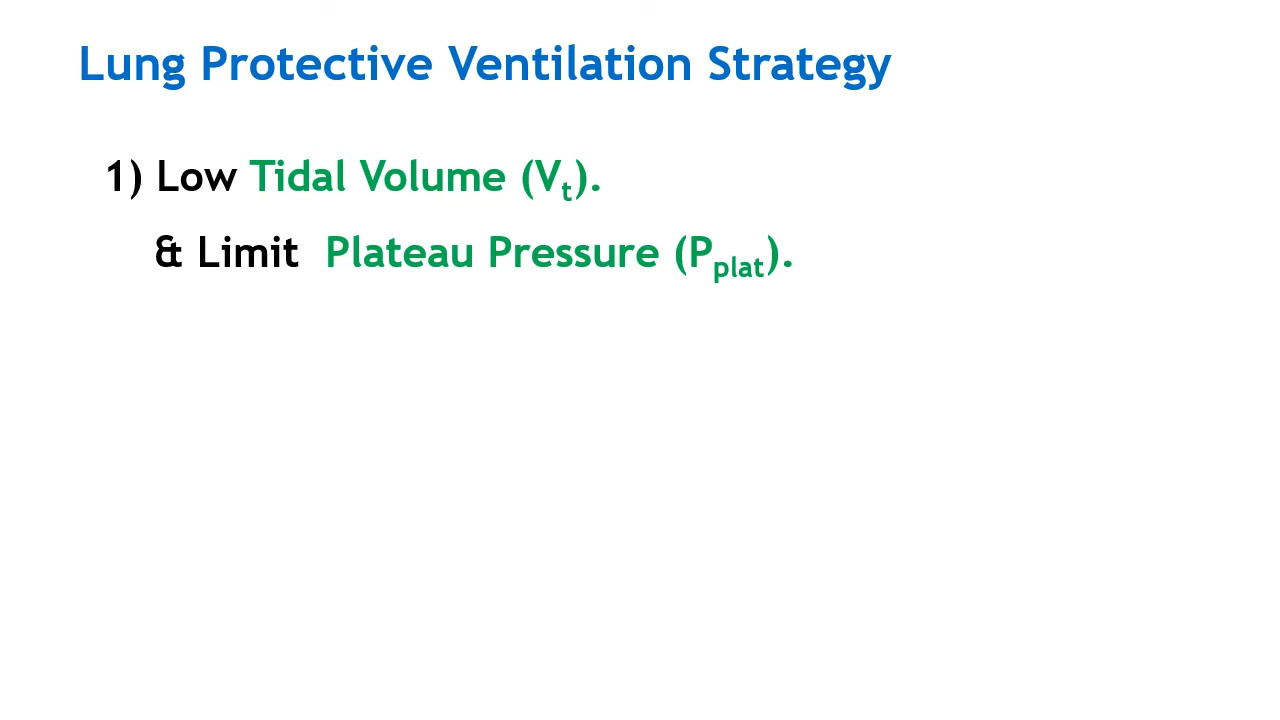 Lung Protective Ventilation Strategy
1) Low Tidal Volume (Vt).
& Limit Plateau Pressure (Pplat).